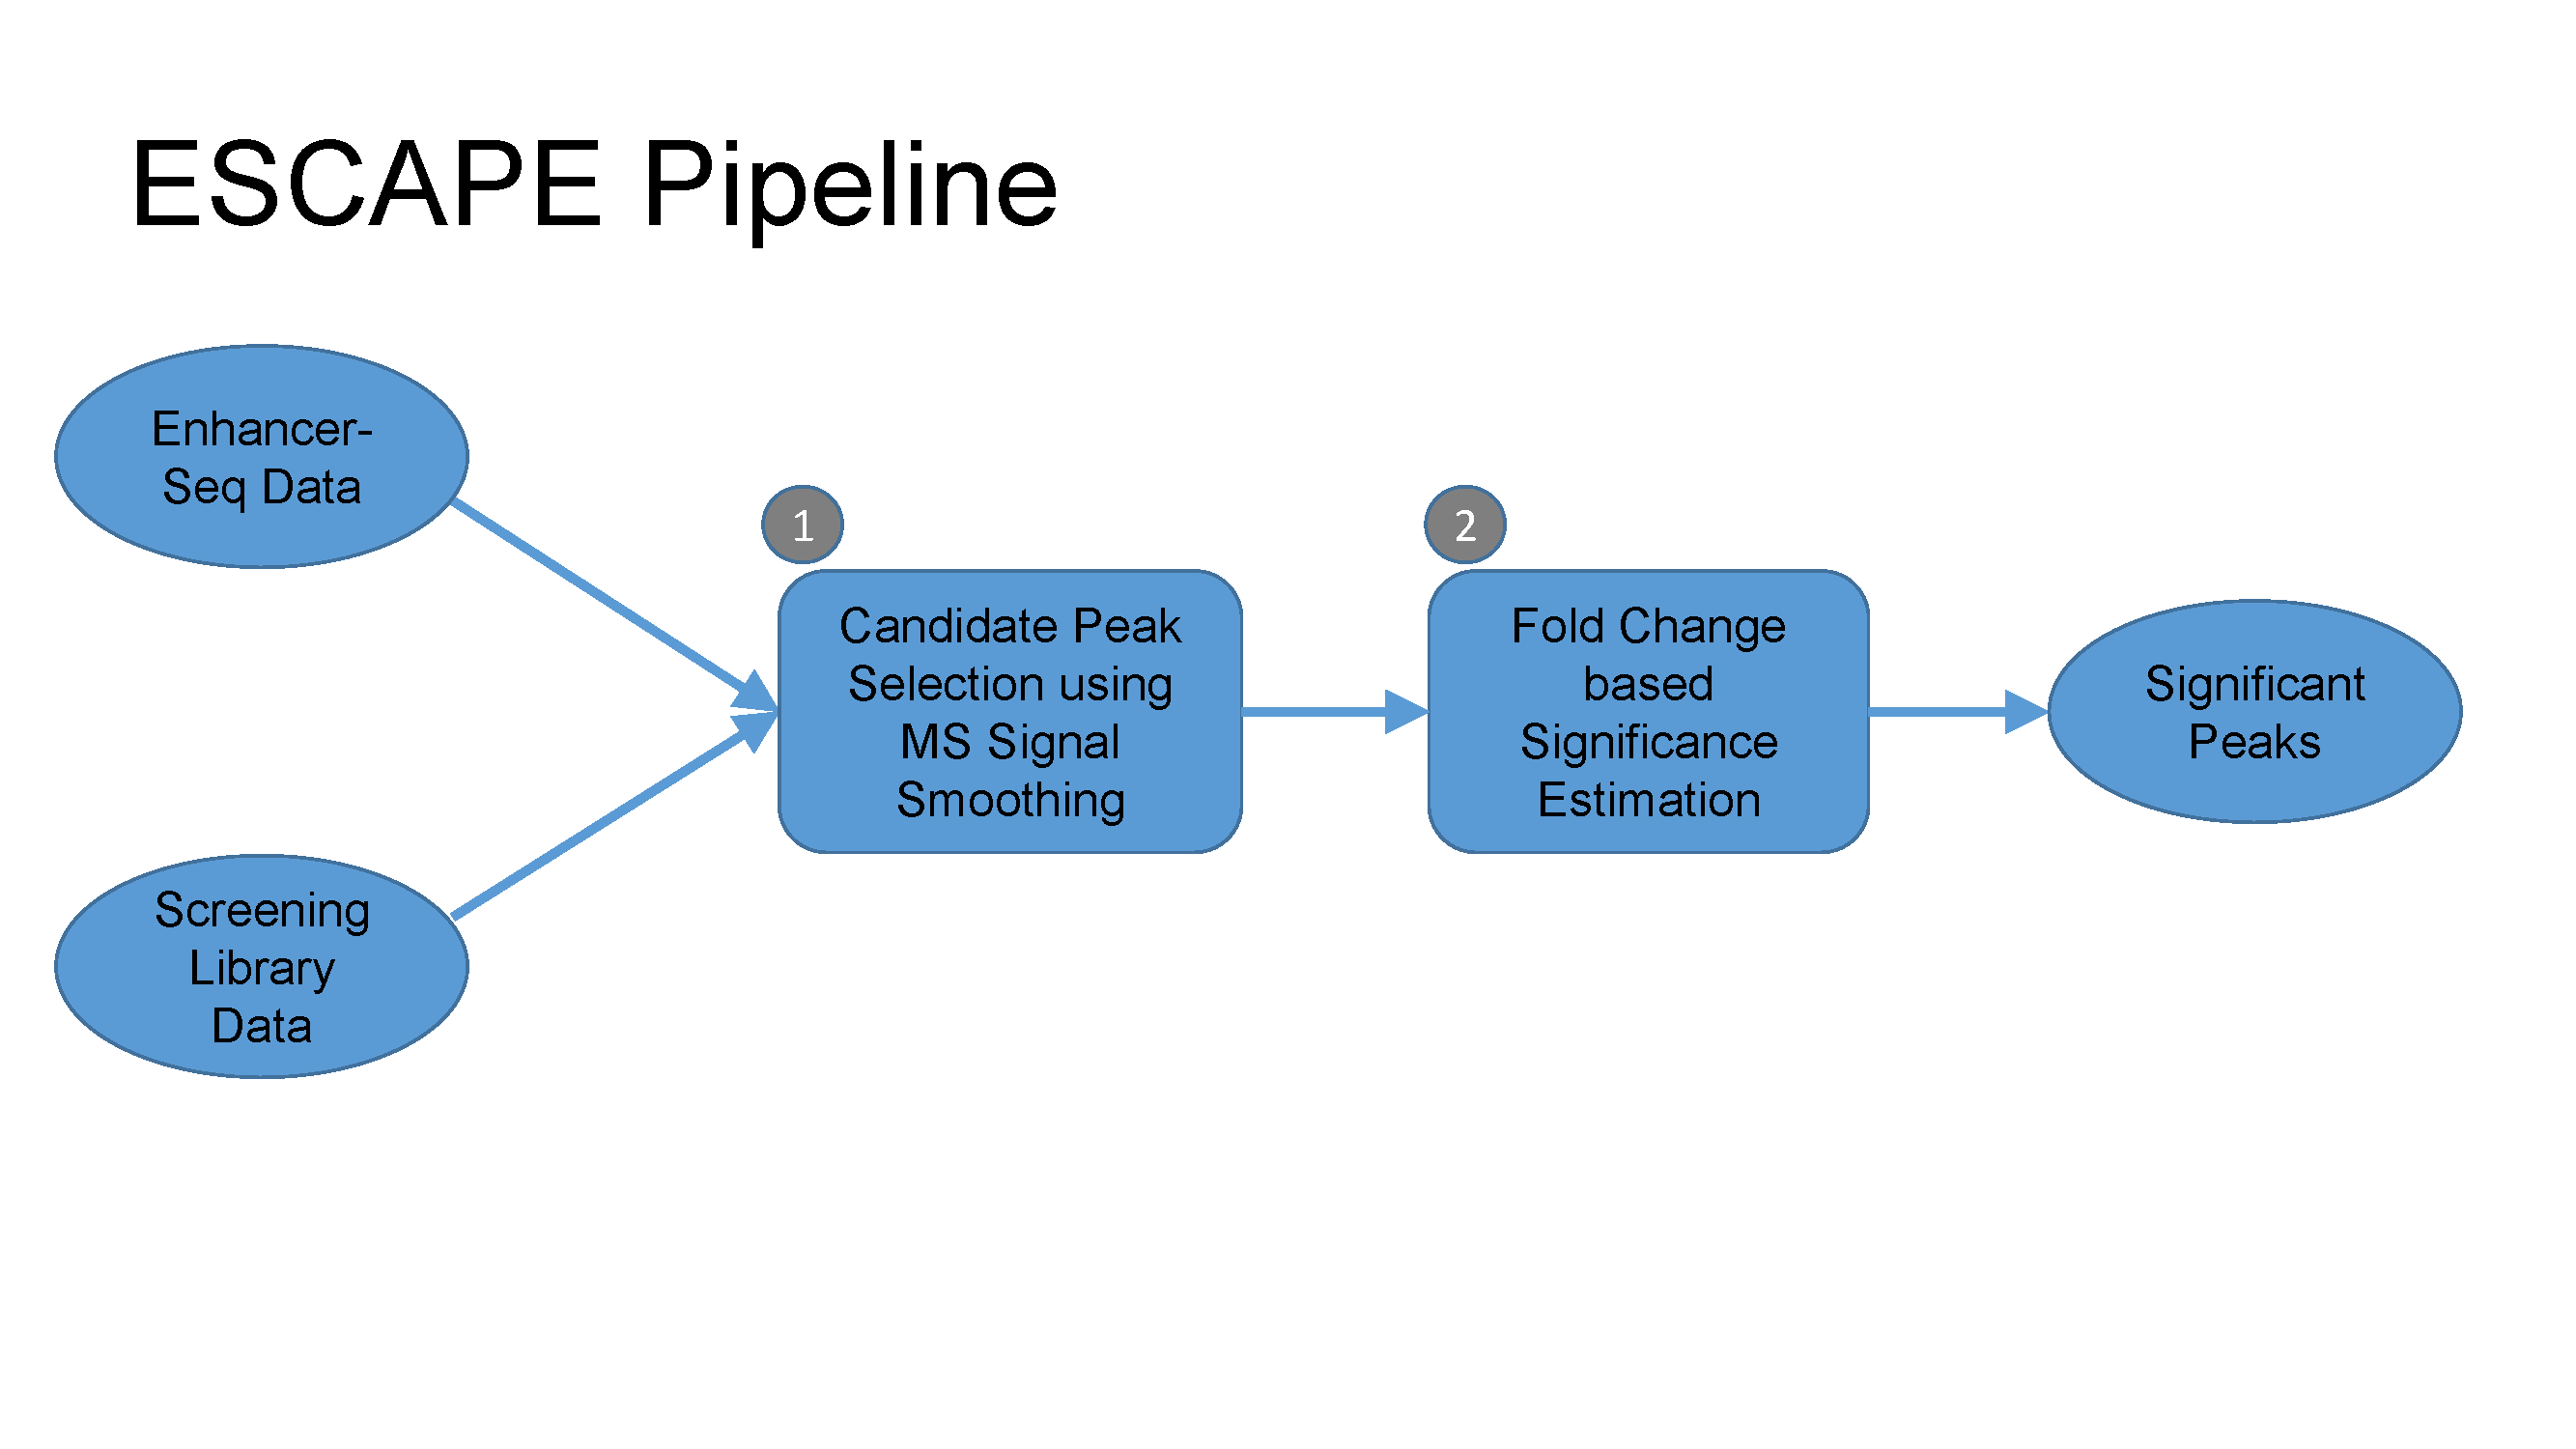 ESCAPE Pipeline
Enhancer-
Seq Data
Screening
Library
Data
1
Candidate Peak
Selection using
MS Signal
Smoothing
2
Fold Change
based
Significance
Estimation
Significant
Peaks